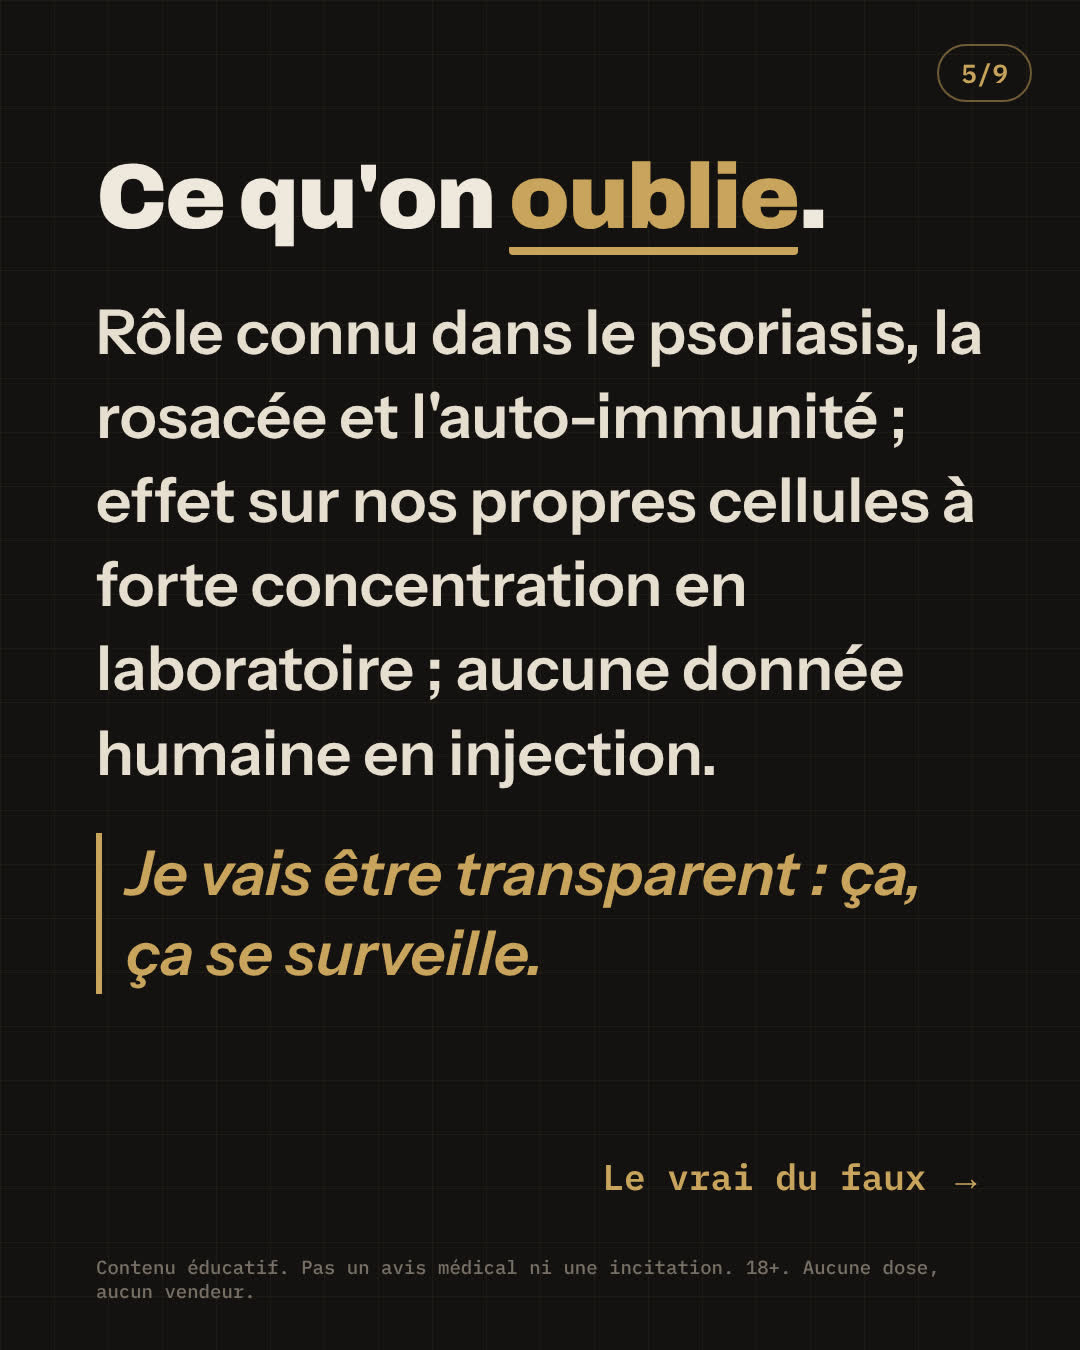 5/9
Ce qu'on oublie.
Rôle connu dans le psoriasis, la
rosacée et l'auto-immunité ;
effet sur nos propres cellules à
forte concentration en
laboratoire ; aucune donnée
humaine en injection.
Je vais être transparent : ça,
ça se surveille.
Le vrai du faux →
Contenu éducatif. Pas un avis médical ni une incitation. 18+. Aucune dose,
aucun vendeur.